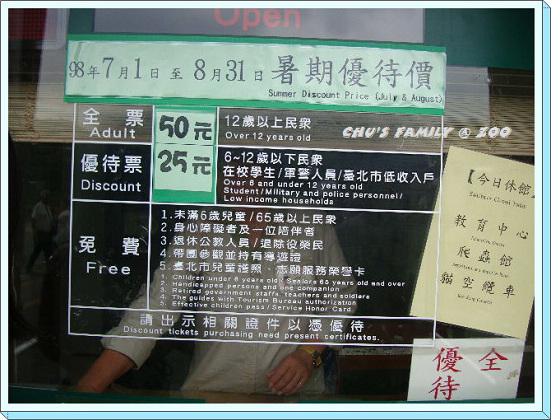 Open
98年7月1日至8月31日暑期優待價
Summer Discount Price (July & August)
全票
Adult
50元
12歲以上民眾
Over 12 years old
CHU'S FAMILY @ ZOO
優待票
Discount
25元
6~12歲以下民眾
在校學生/軍警人員/臺北市低收入戶
Over 6 and under 12 years old
Student/Military and police personnel/
Low income households
免費
Free
1.未滿6歲兒童/65歲以上民眾
2.身心障礙者及一位陪伴者
3.退休公教人員/退除役榮民
4.帶團參觀並持有導遊證
5.臺北市兒童護照、志願服務榮譽卡
1. Children under 6 years old/ Seniors 65 years old and over
2. Handicapped persons and one companion
3. Retired government staffs, teachers and soldiers
4. The guides with Tourism Bureau authorization
5. Effective children pass/Service Honor Card
請出示相關證件以憑優待
Discount tickets purchasing need present certificates.
【今日休館】
教育中心
爬蟲館
貓空纜車
全
優待